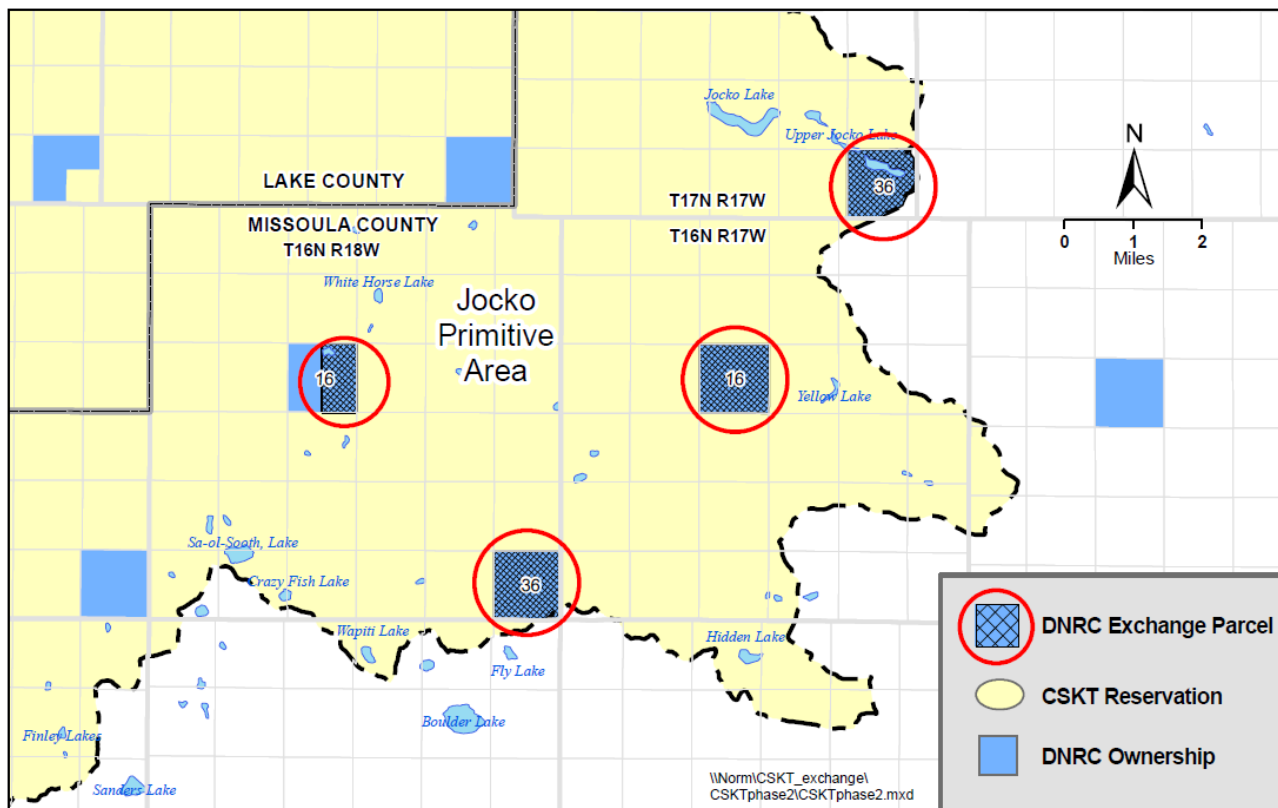 Jocko Lake
Upper Jocko Lake
N
LAKE COUNTY
36
T17N R17W
MISSOULA COUNTY
T16N R18W
T16N R17W
0 1 2
Miles
White Horse Lake
Jocko
Primitive
Area
16
16
Yellow Lake
Sa-ol-Sooth, Lake
Crazy Fish Lake
36
Wapiti Lake
Hidden Lake
Fly Lake
Boulder Lake
Finley Lakes
Sanders Lake
DNRC Exchange Parcel
CSKT Reservation
DNRC Ownership
\\Norm\CSKT_exchange\
CSKTphase2\CSKTphase2.mxd